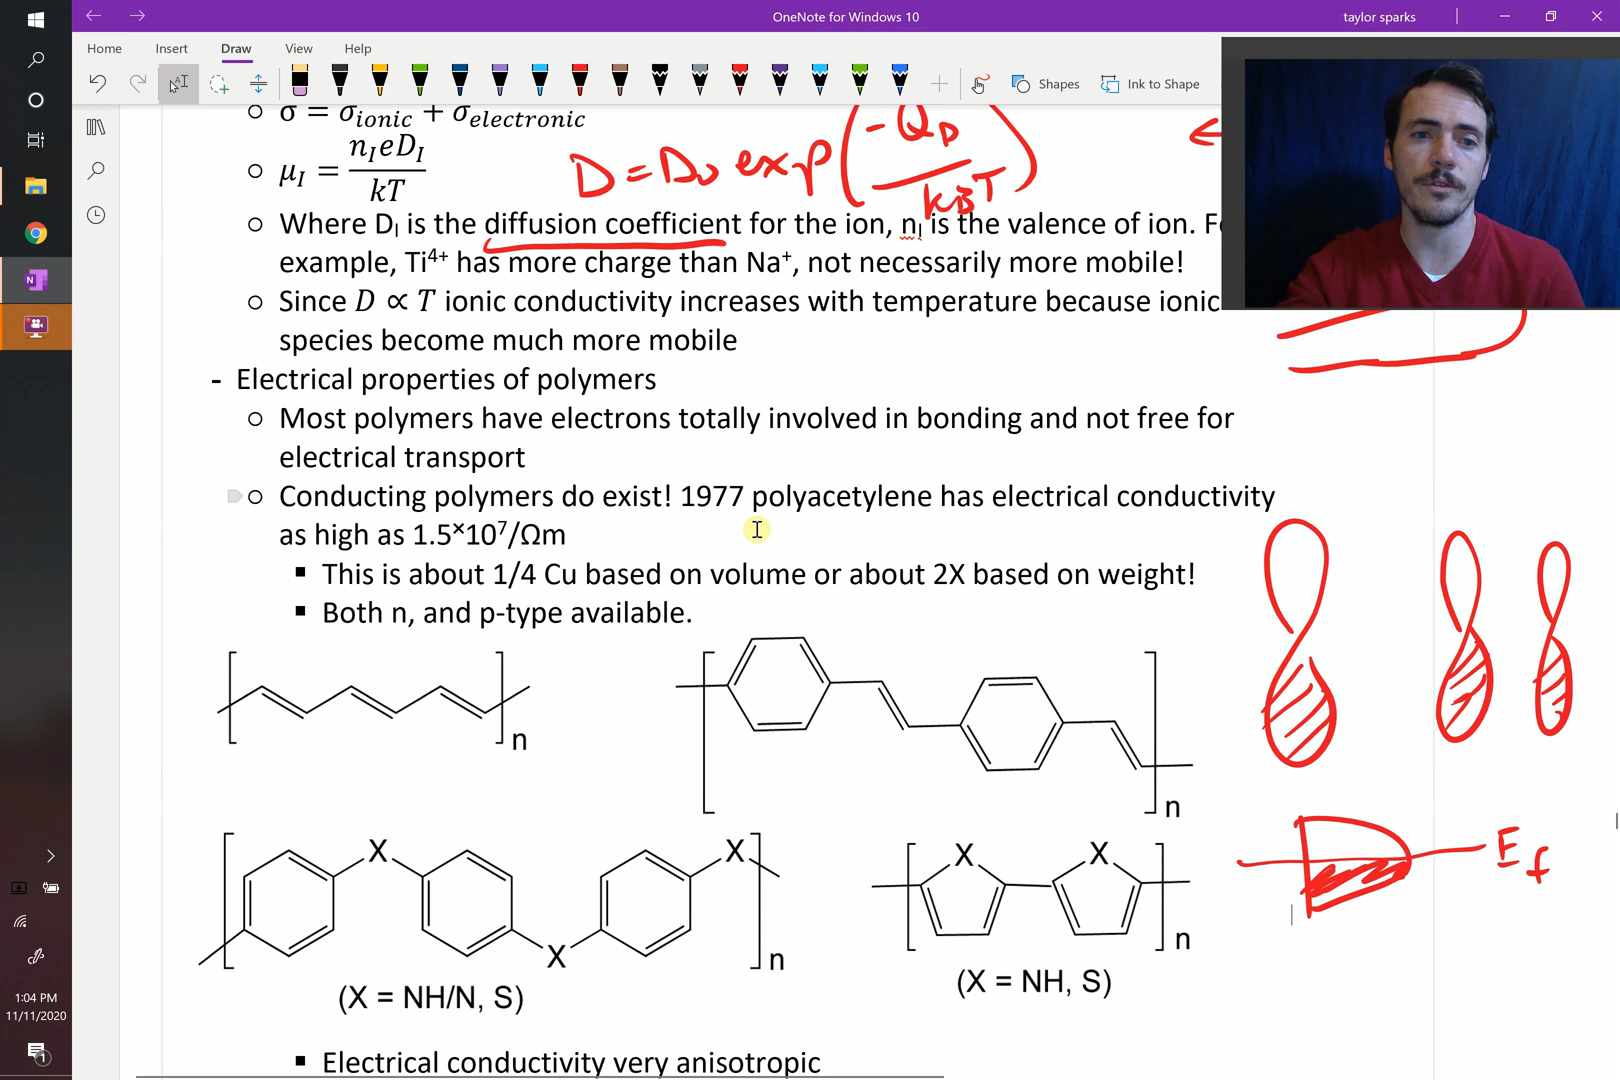 OneNote for Windows 10
taylor sparks
Home Insert Draw View Help
Shapes
Ink to Shape
○ σ = σionic + σelectronic
○ μI = nIeDI / kT
D = D0 exp(-QD / kBT)
○ Where DI is the diffusion coefficient for the ion, nI is the valence of ion. Fo
example, Ti⁴⁺ has more charge than Na⁺, not necessarily more mobile!
○ Since D ∝ T ionic conductivity increases with temperature because ionic
species become much more mobile
- Electrical properties of polymers
○ Most polymers have electrons totally involved in bonding and not free for
electrical transport
○ Conducting polymers do exist! 1977 polyacetylene has electrical conductivity
as high as 1.5×10⁷/Ωm
▪ This is about 1/4 Cu based on volume or about 2X based on weight!
▪ Both n, and p-type available.
n
n
X X
X
n
(X = NH/N, S)
X X
n
(X = NH, S)
Ef
▪ Electrical conductivity very anisotropic
1:04 PM
11/11/2020
1